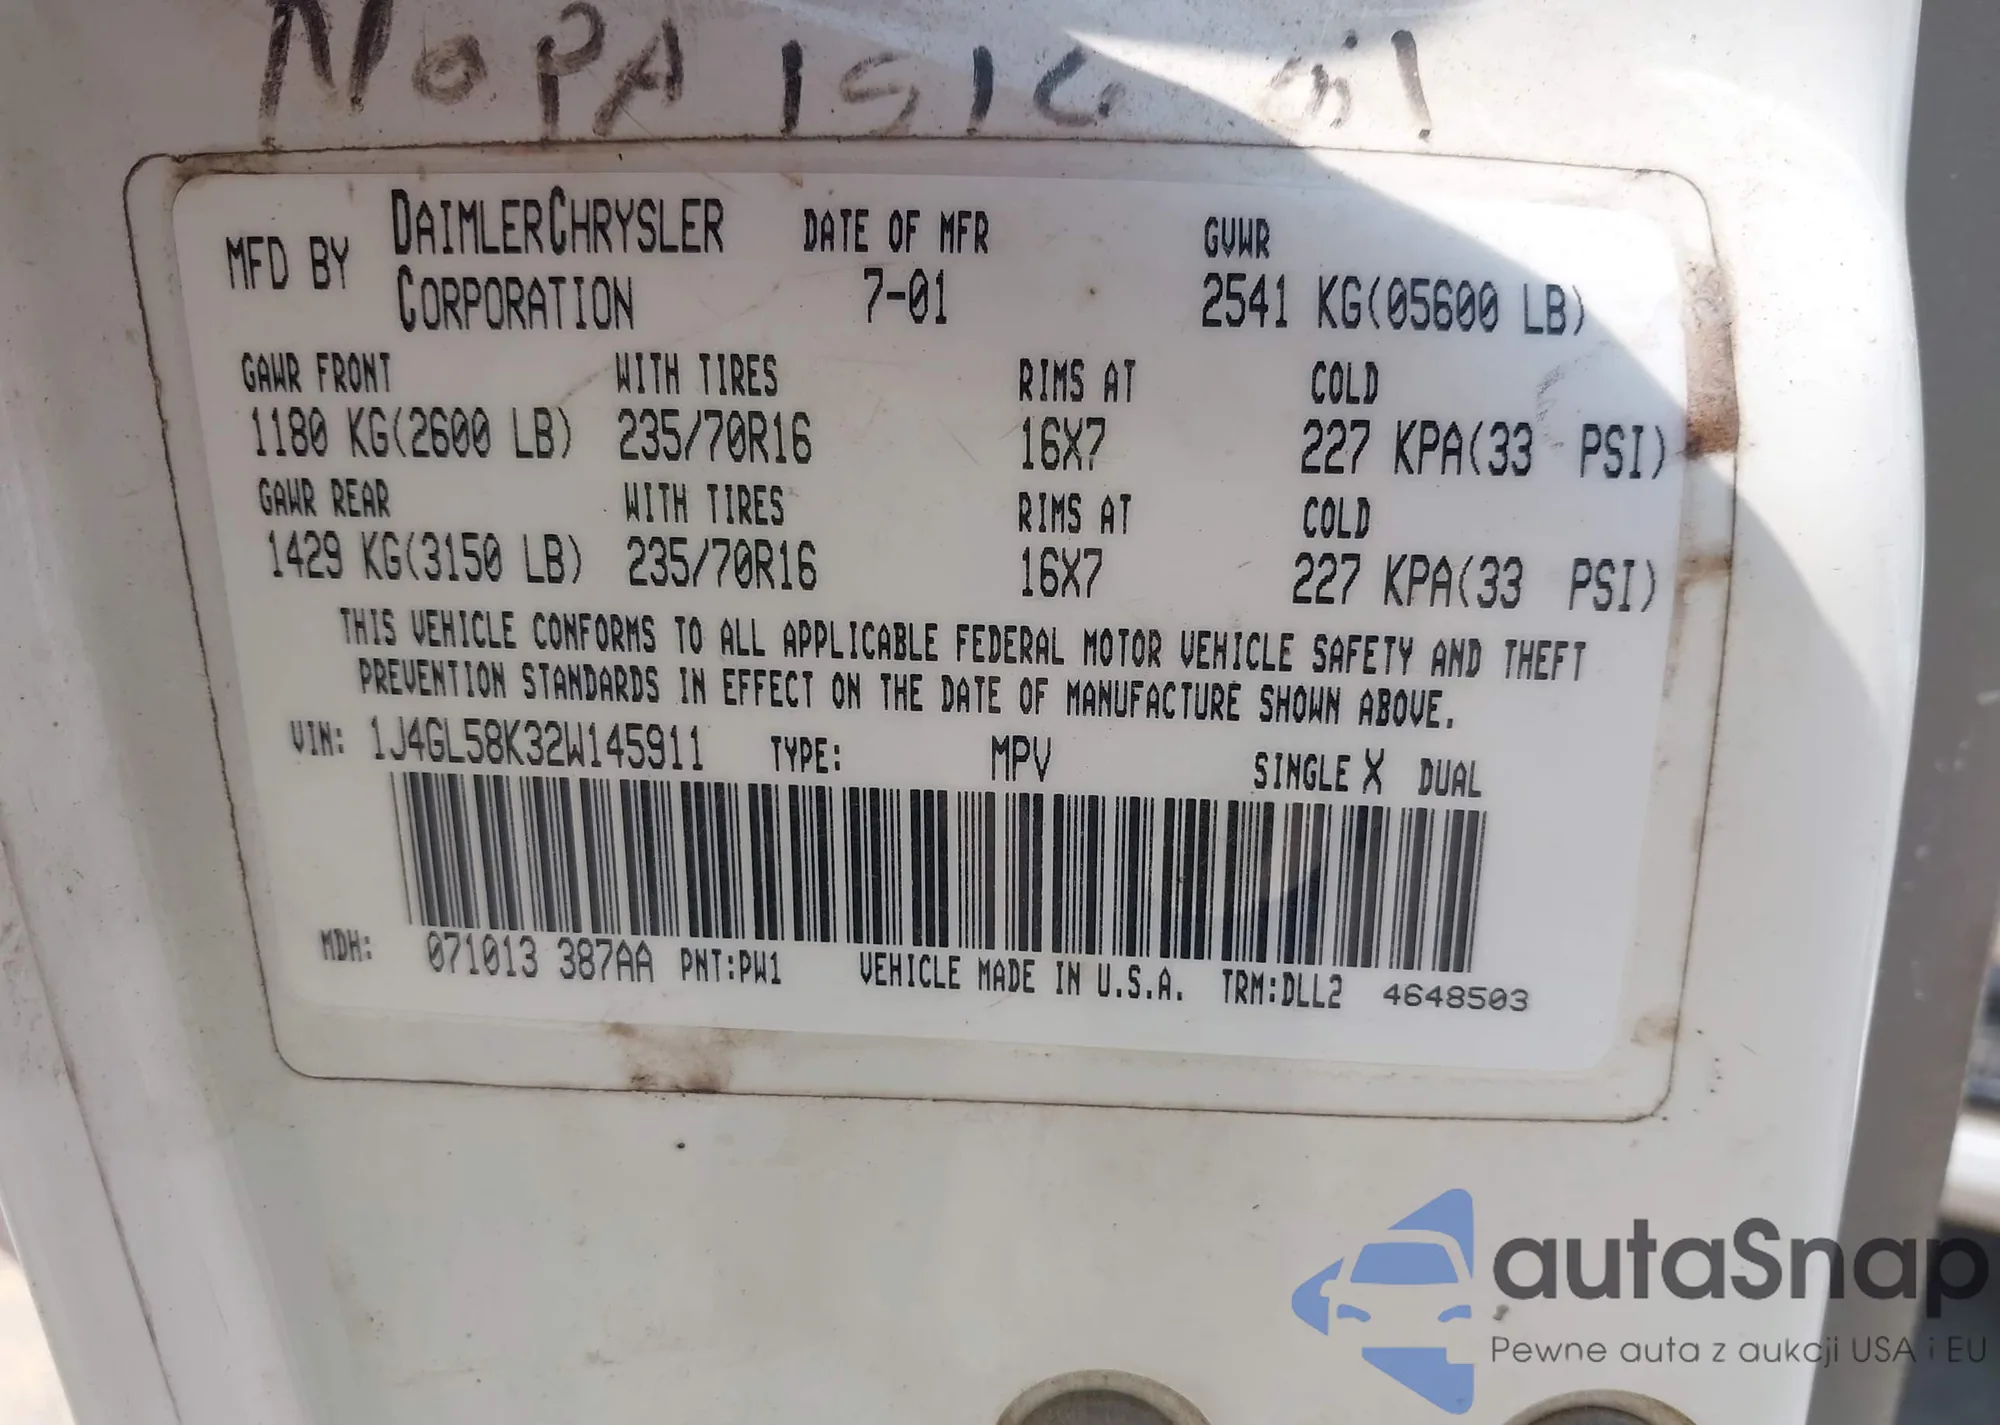 MFD BY DAIMLERCHRYSLER CORPORATION DATE OF MFR 7-01 GVWR 2541 KG(05600 LB)
GAWR FRONT WITH TIRES RIMS AT COLD
1180 KG(2600 LB) 235/70R16 16X7 227 KPA(33 PSI)
GAWR REAR WITH TIRES RIMS AT COLD
1429 KG(3150 LB) 235/70R16 16X7 227 KPA(33 PSI)
THIS VEHICLE CONFORMS TO ALL APPLICABLE FEDERAL MOTOR VEHICLE SAFETY AND THEFT
PREVENTION STANDARDS IN EFFECT ON THE DATE OF MANUFACTURE SHOWN ABOVE.
VIN: 1J4GL58K32W145911 TYPE: MPV SINGLE X DUAL
MDH: 071013 387AA PNT:PW1 VEHICLE MADE IN U.S.A. TRM:DLL2 4648503
autaSnap
Pewne auta z aukcji USA i EU